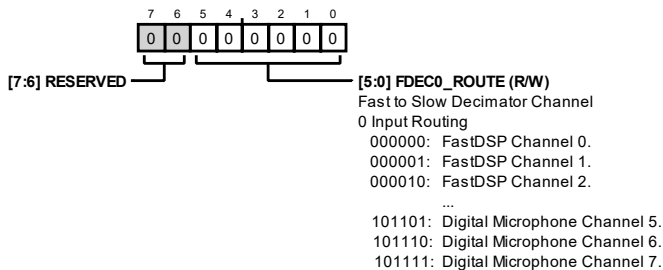 7 6 5 4 3 2 1 0
0 0 0 0 0 0 0 0
[7:6] RESERVED
[5:0] FDEC0_ROUTE (R/W)
Fast to Slow Decimator Channel
0 Input Routing
000000: FastDSP Channel 0.
000001: FastDSP Channel 1.
000010: FastDSP Channel 2.
...
101101: Digital Microphone Channel 5.
101110: Digital Microphone Channel 6.
101111: Digital Microphone Channel 7.